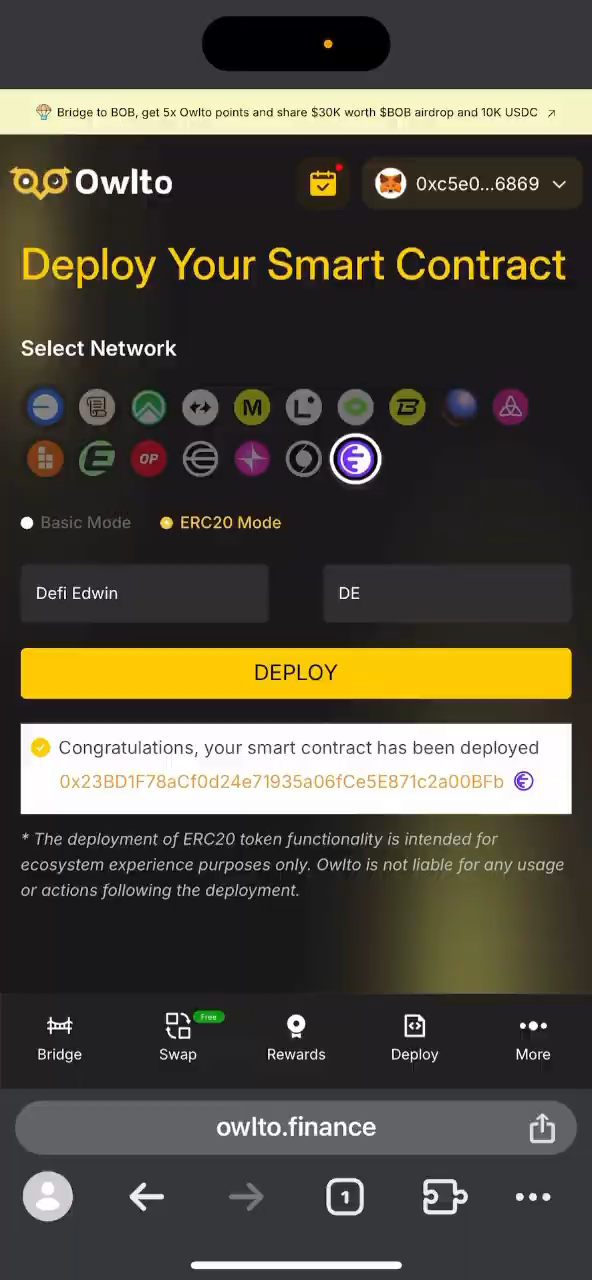 Bridge to BOB, get 5x Owlto points and share $30K worth $BOB airdrop and 10K USDC
Owlto
0xc5e0...6869
Deploy Your Smart Contract
Select Network
M
L
B
E
OP
Basic Mode
ERC20 Mode
Defi Edwin
DE
DEPLOY
Congratulations, your smart contract has been deployed
0x23BD1F78aCf0d24e71935a06fCe5E871c2a00BFb
* The deployment of ERC20 token functionality is intended for
ecosystem experience purposes only. Owlto is not liable for any usage
or actions following the deployment.
Free
Bridge
Swap
Rewards
Deploy
More
owlto.finance
1